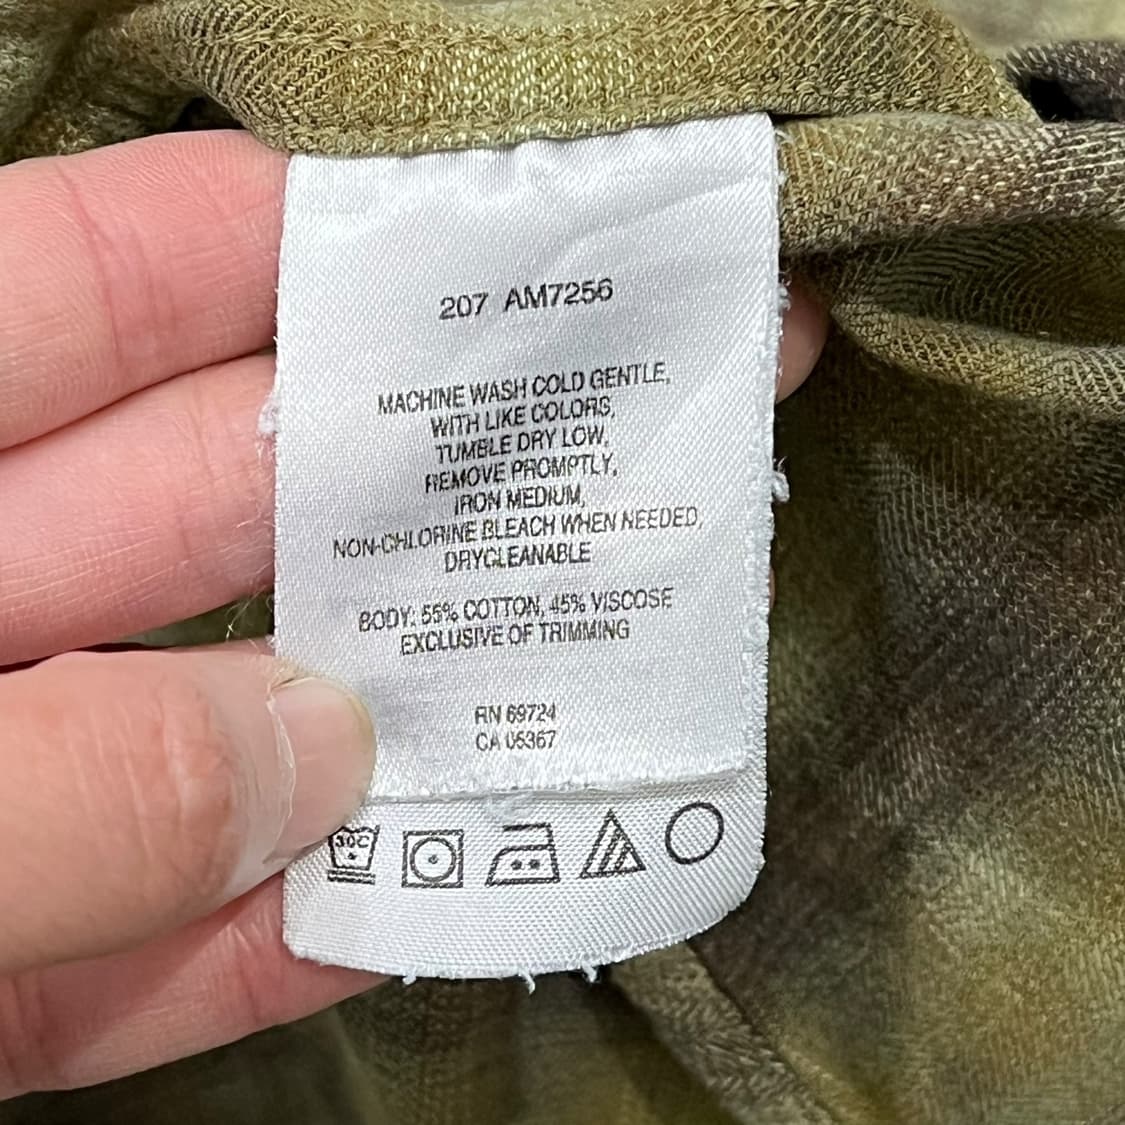 207 AM7256
MACHINE WASH COLD GENTLE,
WITH LIKE COLORS,
TUMBLE DRY LOW,
REMOVE PROMPTLY,
IRON MEDIUM,
NON-CHLORINE BLEACH WHEN NEEDED,
DRYCLEANABLE
BODY: 55% COTTON, 45% VISCOSE
EXCLUSIVE OF TRIMMING
RN 69724
CA 05367
30C